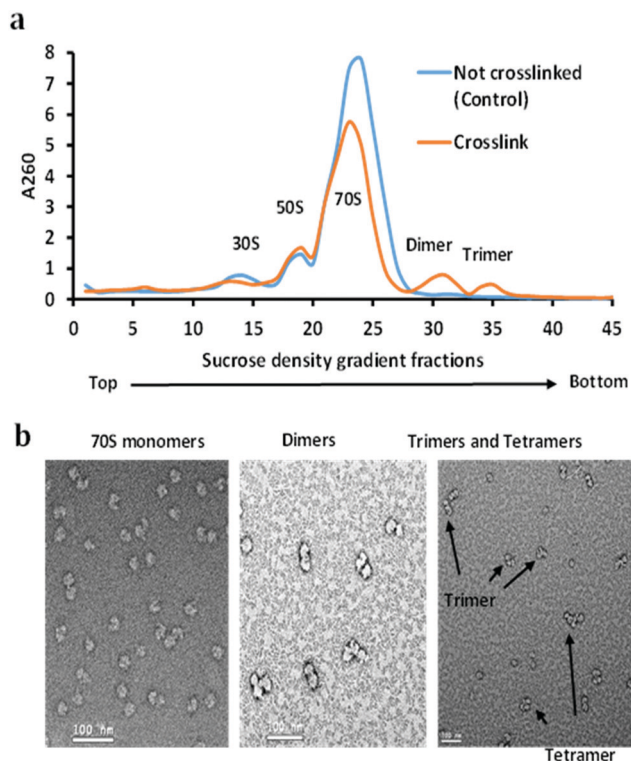 a
8
7
6
5
4
3
2
1
0
A260
Not crosslinked
(Control)
Crosslink
30S
50S
70S
Dimer
Trimer
0 5 10 15 20 25 30 35 40 45
Sucrose density gradient fractions
Top Bottom
b
70S monomers Dimers Trimers and Tetramers
Trimer
100 nm
100 nm
100 nm
Tetramer